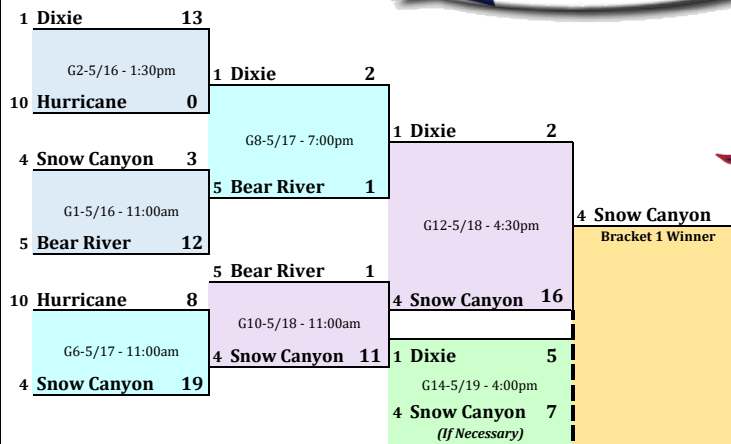 1 Dixie 13
G2-5/16 - 1:30pm
10 Hurricane 0
4 Snow Canyon 3
G1-5/16 - 11:00am
5 Bear River 12
10 Hurricane 8
G6-5/17 - 11:00am
4 Snow Canyon 19
1 Dixie 2
G8-5/17 - 7:00pm
5 Bear River 1
5 Bear River 1
G10-5/18 - 11:00am
4 Snow Canyon 11
1 Dixie 2
G12-5/18 - 4:30pm
4 Snow Canyon 16
1 Dixie 5
G14-5/19 - 4:00pm
4 Snow Canyon 7
(If Necessary)
4 Snow Canyon
Bracket 1 Winner